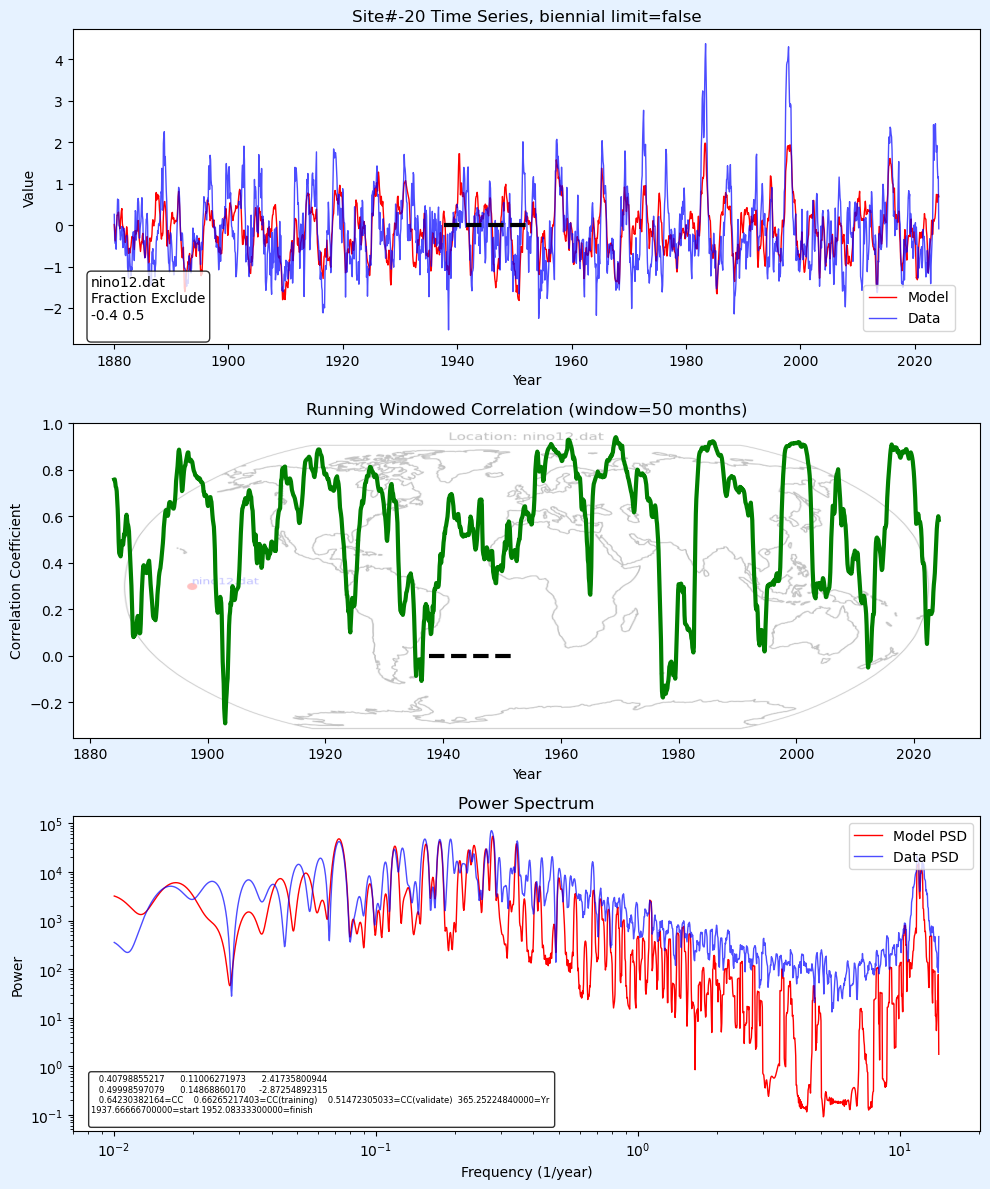 Site#-20 Time Series, biennial limit=false
Value
4
3
2
1
0
−1
−2
nino12.dat
Fraction Exclude
-0.4 0.5
Model
Data
1880
1900
1920
1940
1960
1980
2000
2020
Year
Running Windowed Correlation (window=50 months)
Location: nino12.dat
Correlation Coefficient
1.0
0.8
0.6
0.4
0.2
0.0
−0.2
nino12.dat
1880
1900
1920
1940
1960
1980
2000
2020
Year
Power Spectrum
Power
10^5
10^4
10^3
10^2
10^1
10^0
10^−1
Model PSD
Data PSD
0.40798855217 0.11006271973 2.41735800944
0.49998597079 0.14868860170 -2.87254892315
0.64230382164=CC 0.66265217403=CC(training) 0.51472305033=CC(validate) 365.25224840000=Yr
1937.66666700000=start 1952.08333300000=finish
10^−2
10^−1
10^0
10^1
Frequency (1/year)